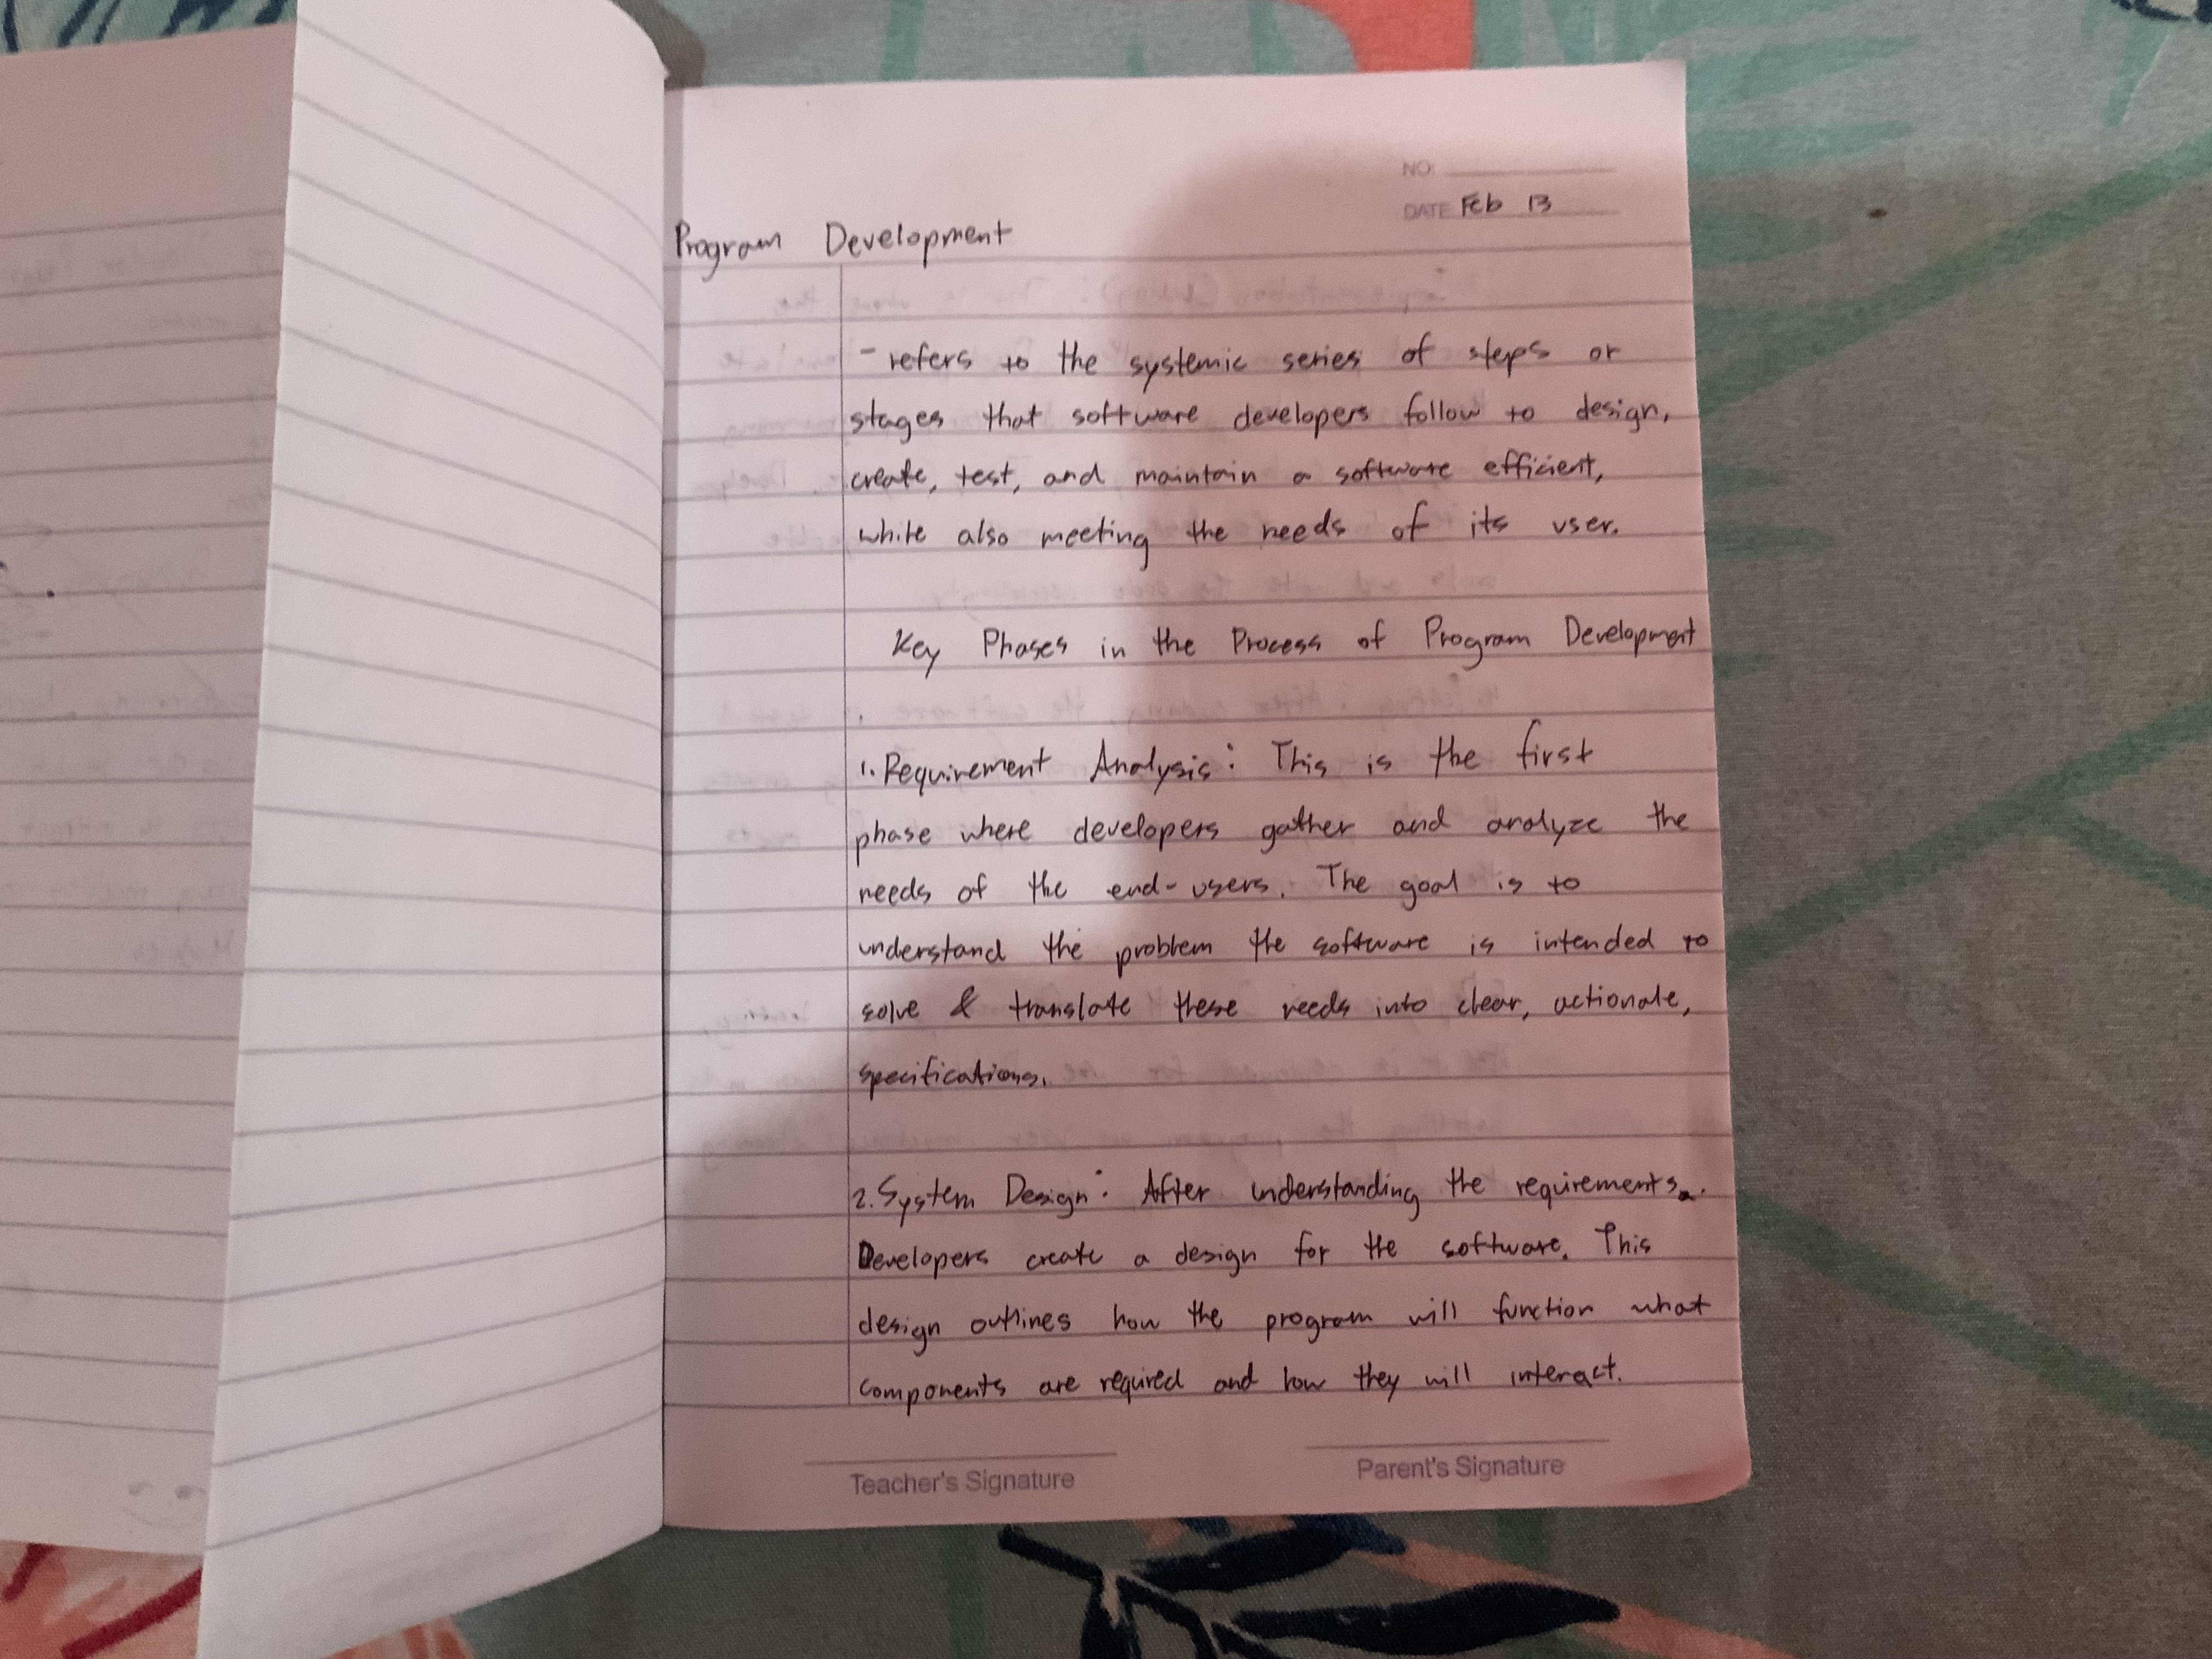 NO:
DATE Feb 13
Program Development
- refers to the systemic series of steps or
stages that software developers follow to design,
create, test, and maintain a software efficient,
while also meeting the needs of its user.
Key Phases in the Process of Program Development
1. Requirement Analysis: This is the first
phase where developers gather and analyze the
needs of the end-users. The goal is to
understand the problem the software is intended to
solve & translate these needs into clear, actionale,
specifications.
2. System Design: After understanding the requirements.
Developers create a design for the software. This
design outlines how the program will function what
components are required and how they will interact.
Teacher's Signature
Parent's Signature